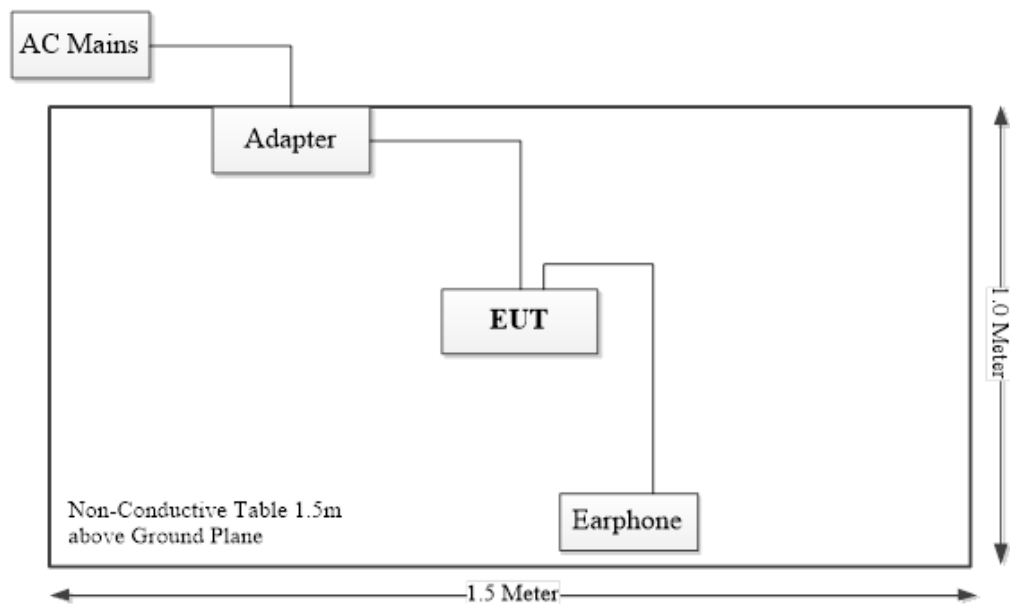 AC Mains
Adapter
EUT
1.0 Meter
Earphone
Non-Conductive Table 1.5m
above Ground Plane
1.5 Meter